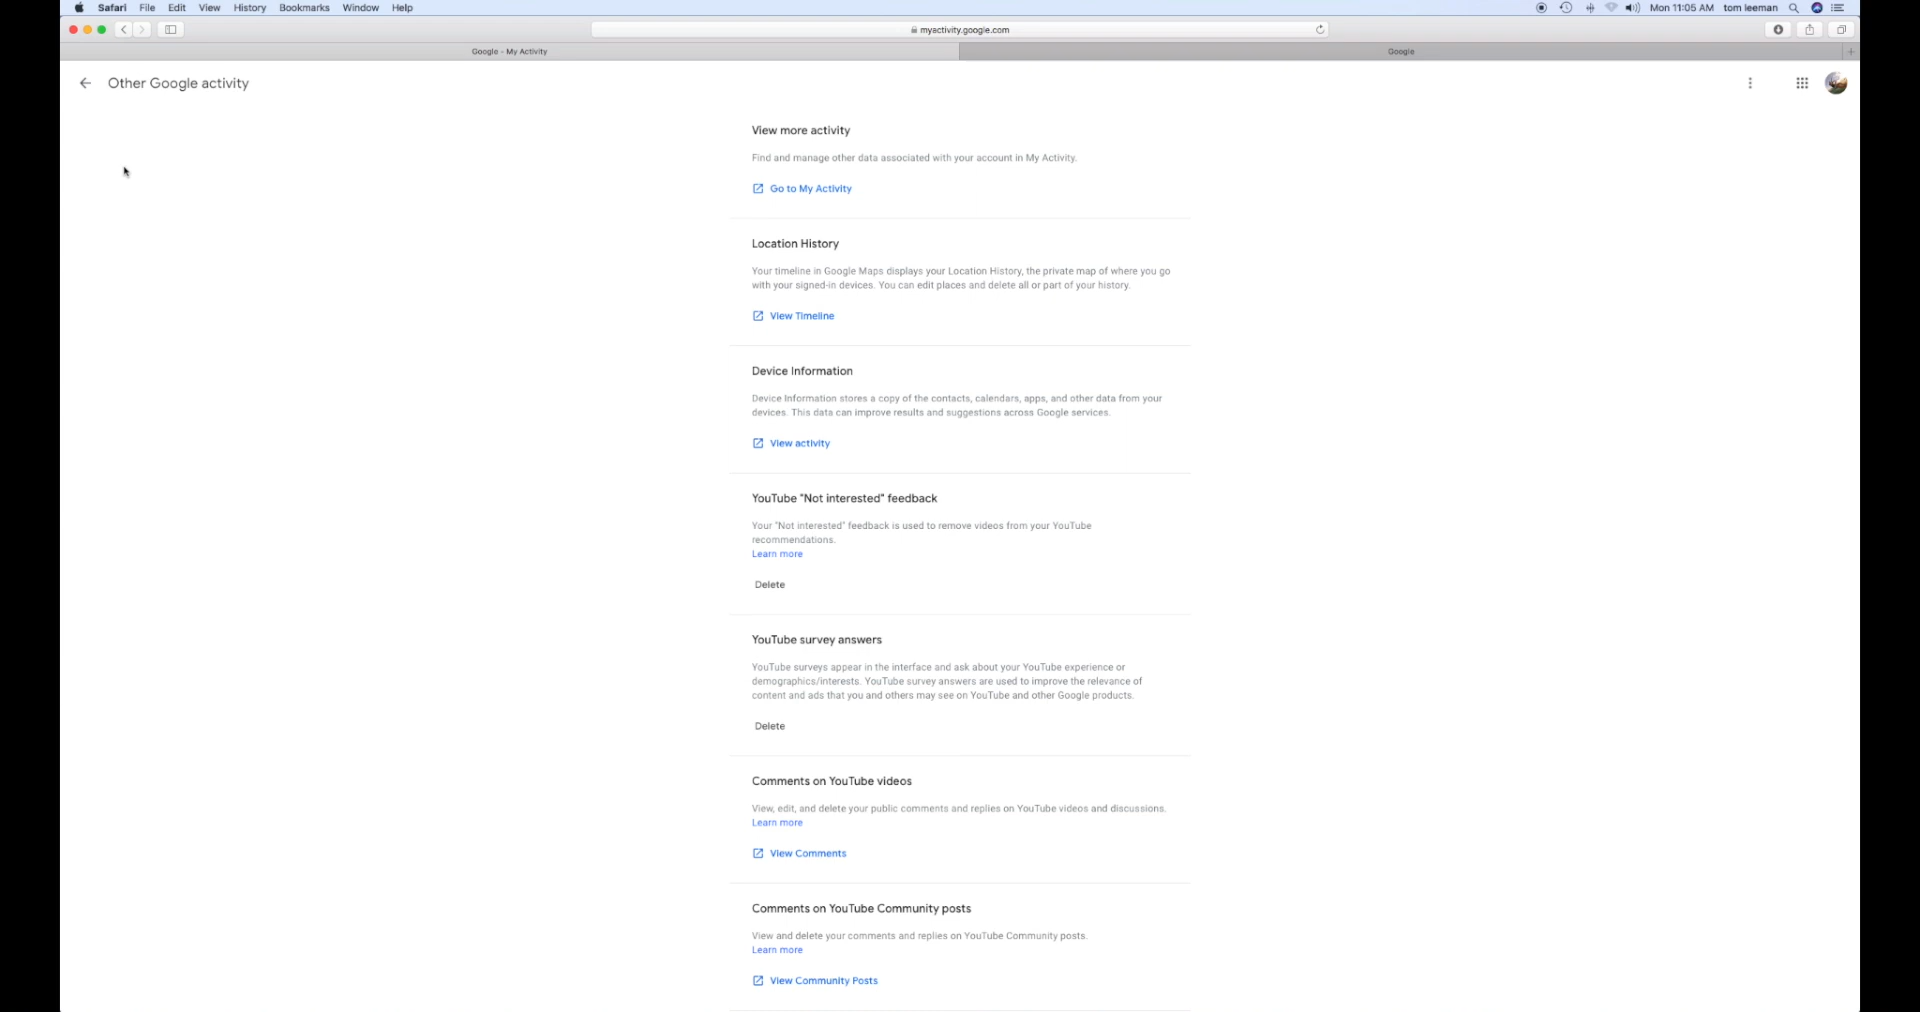 Safari File Edit View History Bookmarks Window Help Mon 11:05 AM tom leeman
myactivity.google.com
Google - My Activity Google
Other Google activity
View more activity
Find and manage other data associated with your account in My Activity.
Go to My Activity
Location History
Your timeline in Google Maps displays your Location History, the private map of where you go
with your signed-in devices. You can edit places and delete all or part of your history.
View Timeline
Device Information
Device Information stores a copy of the contacts, calendars, apps, and other data from your
devices. This data can improve results and suggestions across Google services.
View activity
YouTube "Not interested" feedback
Your "Not interested" feedback is used to remove videos from your YouTube
recommendations.
Learn more
Delete
YouTube survey answers
YouTube surveys appear in the interface and ask about your YouTube experience or
demographics/interests. YouTube survey answers are used to improve the relevance of
content and ads that you and others may see on YouTube and other Google products.
Delete
Comments on YouTube videos
View, edit, and delete your public comments and replies on YouTube videos and discussions.
Learn more
View Comments
Comments on YouTube Community posts
View and delete your comments and replies on YouTube Community posts.
Learn more
View Community Posts